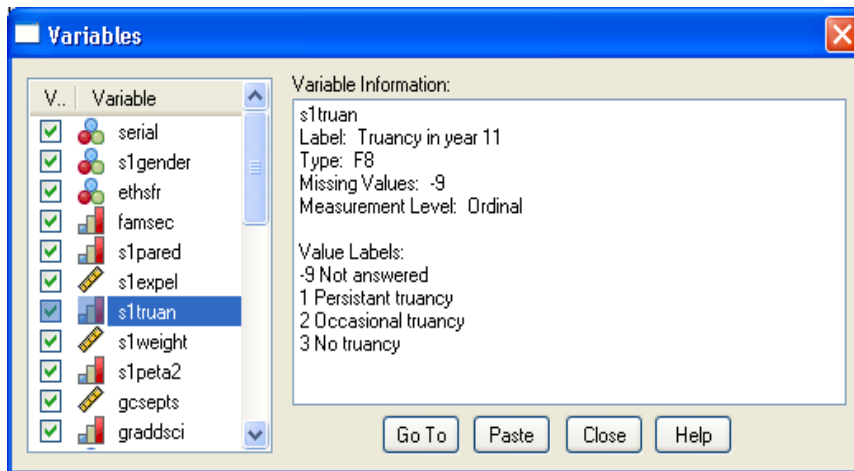 Variables
V.. Variable
serial
s1gender
ethsfr
famsec
s1pared
s1expel
s1truan
s1weight
s1peta2
gcsepts
graddsci
Variable Information:
s1truan
Label: Truancy in year 11
Type: F8
Missing Values: -9
Measurement Level: Ordinal
Value Labels:
-9 Not answered
1 Persistant truancy
2 Occasional truancy
3 No truancy
Go To Paste Close Help